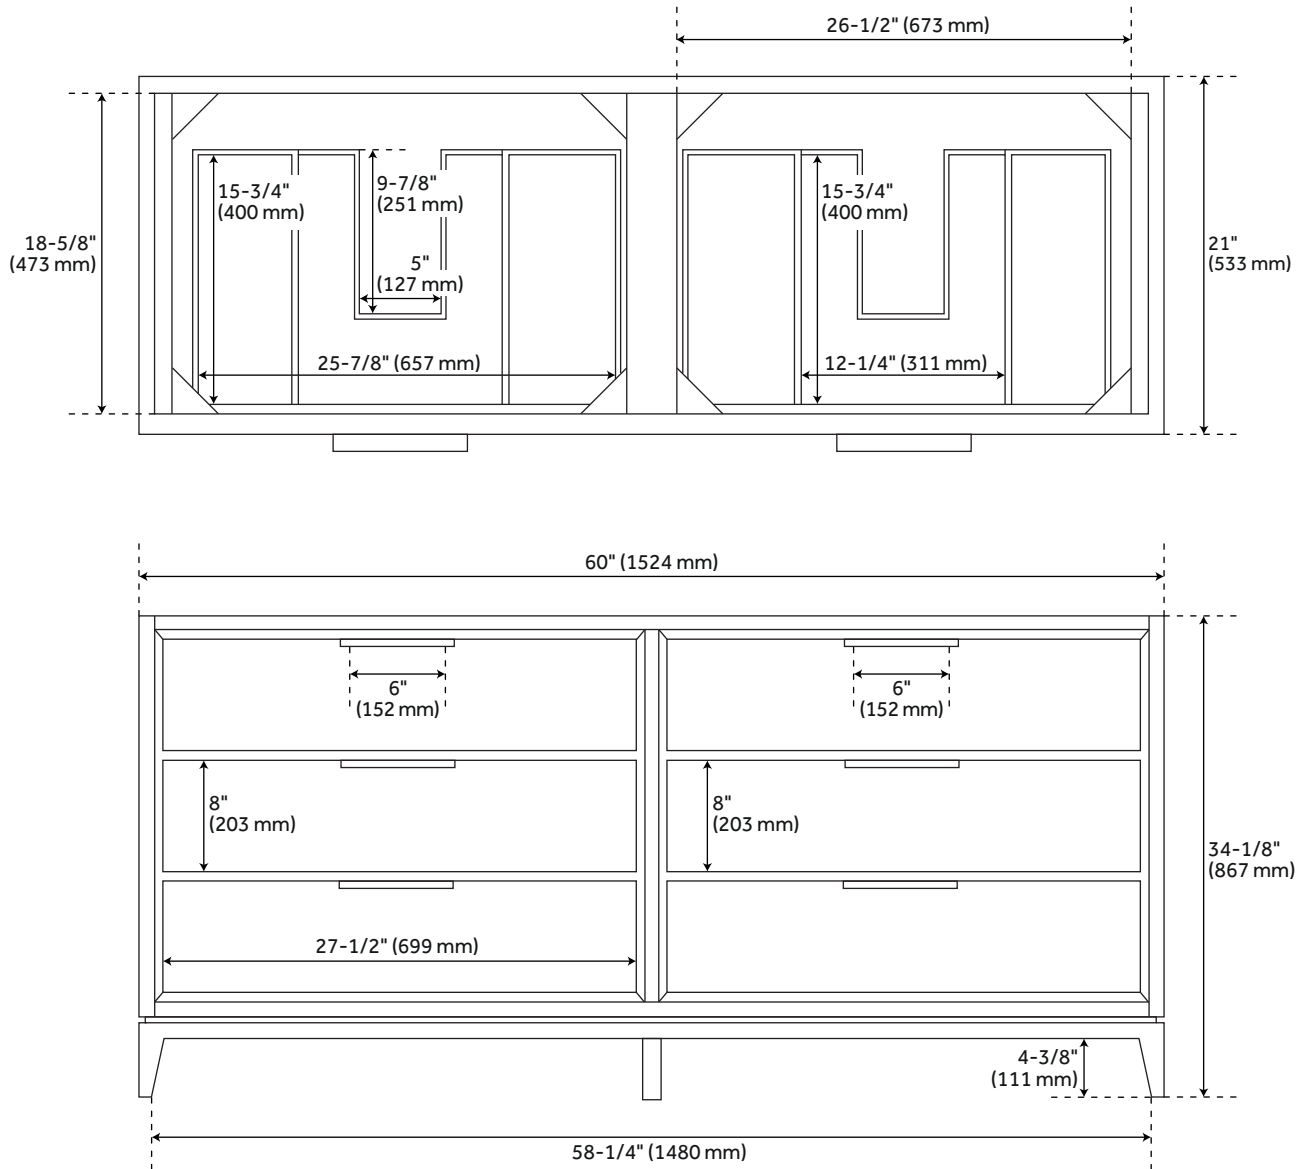 26-1/2" (673 mm)
15-3/4"
(400 mm)
9-7/8"
(251 mm)
15-3/4"
(400 mm)
18-5/8"
(473 mm)
5"
(127 mm)
21"
(533 mm)
25-7/8" (657 mm)
12-1/4" (311 mm)
60" (1524 mm)
6"
(152 mm)
6"
(152 mm)
8"
(203 mm)
8"
(203 mm)
34-1/8"
(867 mm)
27-1/2" (699 mm)
4-3/8"
(111 mm)
58-1/4" (1480 mm)